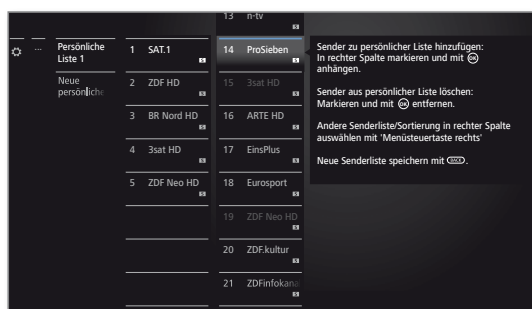 13 n-tv
S
... Persönliche
Liste 1
Neue
persönliche
1 SAT.1
S
2 ZDF HD
S
3 BR Nord HD
S
4 3sat HD
S
5 ZDF Neo HD
S
14 ProSieben
S
15 3sat HD
S
16 ARTE HD
S
17 EinsPlus
S
18 Eurosport
S
19 ZDF Neo HD
S
20 ZDF.kultur
S
21 ZDFinfokana
S
Sender zu persönlicher Liste hinzufügen:
In rechter Spalte markieren und mit OK
anhängen.
Sender aus persönlicher Liste löschen:
Markieren und mit OK entfernen.
Andere Senderliste/Sortierung in rechter Spalte
auswählen mit 'Menüsteuertaste rechts'
Neue Senderliste speichern mit BACK.